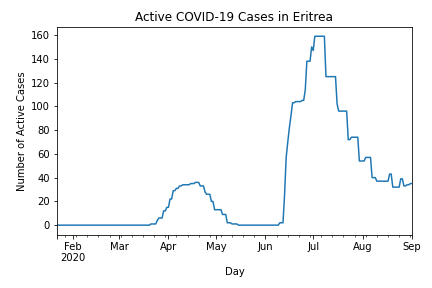 Active COVID-19 Cases in Eritrea
160
140
120
100
80
60
40
20
0
Number of Active Cases
Feb Mar Apr May Jun Jul Aug Sep
2020
Day